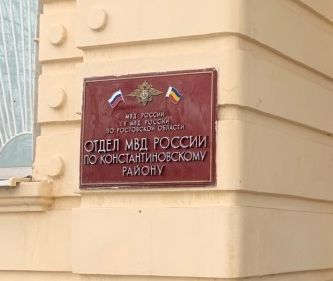 МВД РОССИИ
ГУ МВД РОССИИ
ПО РОСТОВСКОЙ ОБЛАСТИ
ОТДЕЛ МВД РОССИИ
ПО КОНСТАНТИНОВСКОМУ
РАЙОНУ